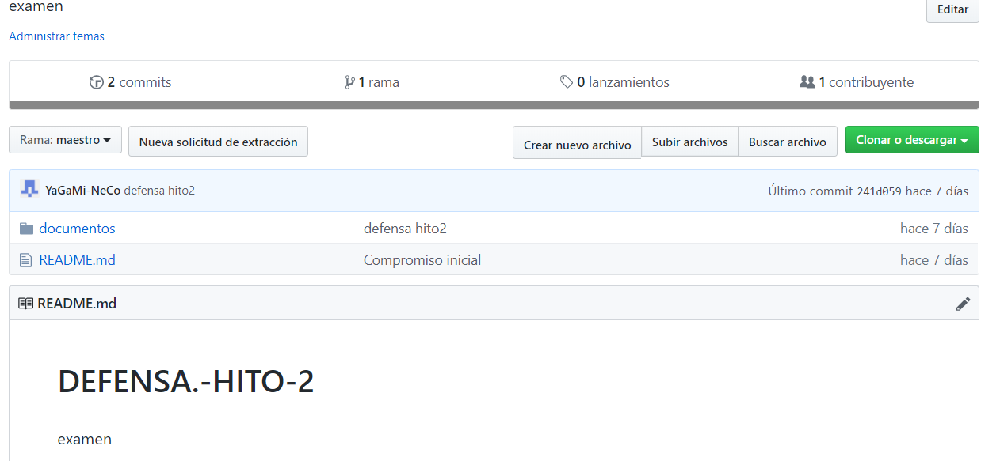 examen
Editar
Administrar temas
2 commits 1 rama 0 lanzamientos 1 contribuyente
Rama: maestro Nueva solicitud de extracción Crear nuevo archivo Subir archivos Buscar archivo Clonar o descargar
YaGaMi-NeCo defensa hito2 Último commit 241d059 hace 7 días
documentos defensa hito2 hace 7 días
README.md Compromiso inicial hace 7 días
README.md
DEFENSA.-HITO-2
examen